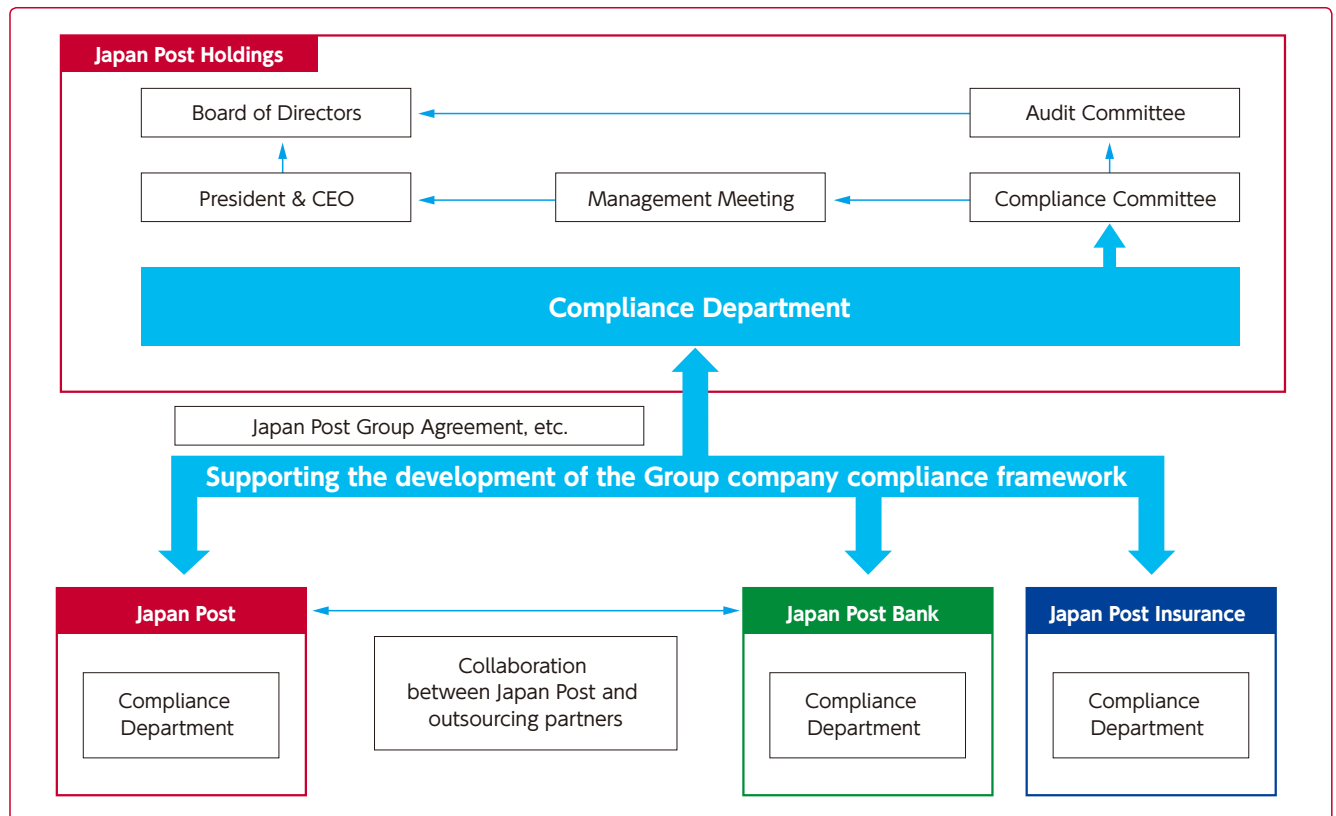 Japan Post Holdings
Board of Directors
Audit Committee
President & CEO
Management Meeting
Compliance Committee
Compliance Department
Japan Post Group Agreement, etc.
Supporting the development of the Group company compliance framework
Japan Post
Japan Post Bank
Japan Post Insurance
Collaboration
between Japan Post and
outsourcing partners
Compliance
Department
Compliance
Department
Compliance
Department